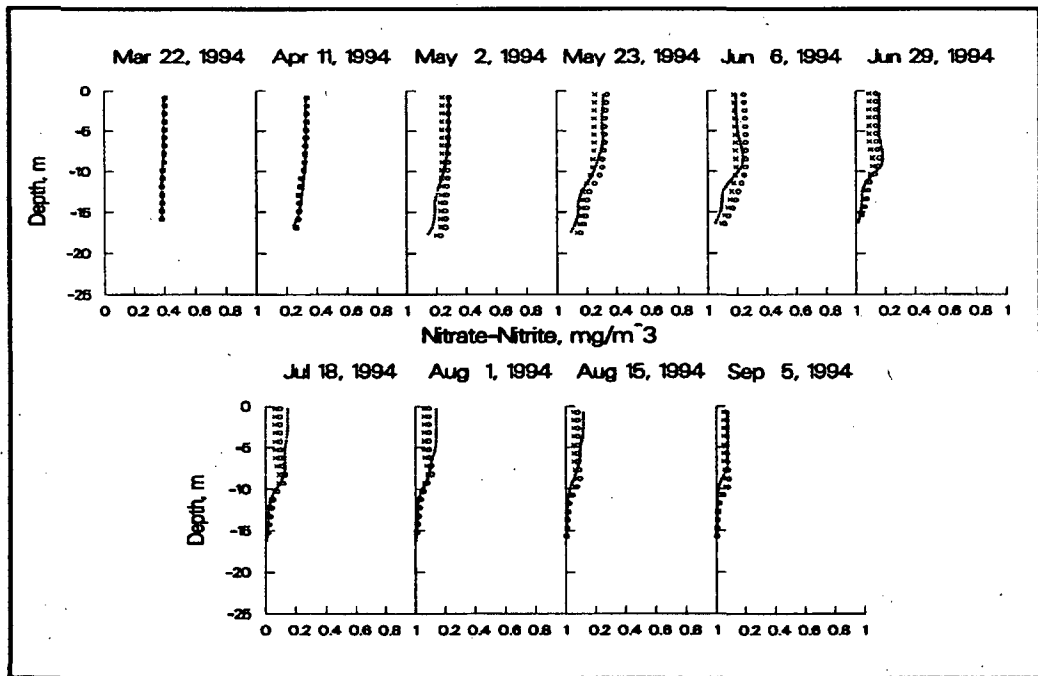 Mar 22, 1994 Apr 11, 1994 May 2, 1994 May 23, 1994 Jun 6, 1994 Jun 29, 1994
0
-5
-10
-15
-20
-25
Depth, m
0 0.2 0.4 0.6 0.8 1 0.2 0.4 0.6 0.8 1 0.2 0.4 0.6 0.8 1 0.2 0.4 0.6 0.8 1 0.2 0.4 0.6 0.8 1 0.2 0.4 0.6 0.8 1
Nitrate-Nitrite, mg/m^3
Jul 18, 1994 Aug 1, 1994 Aug 15, 1994 Sep 5, 1994
0
-5
-10
-15
-20
-25
Depth, m
0 0.2 0.4 0.6 0.8 1 0.2 0.4 0.6 0.8 1 0.2 0.4 0.6 0.8 1 0.2 0.4 0.6 0.8 1